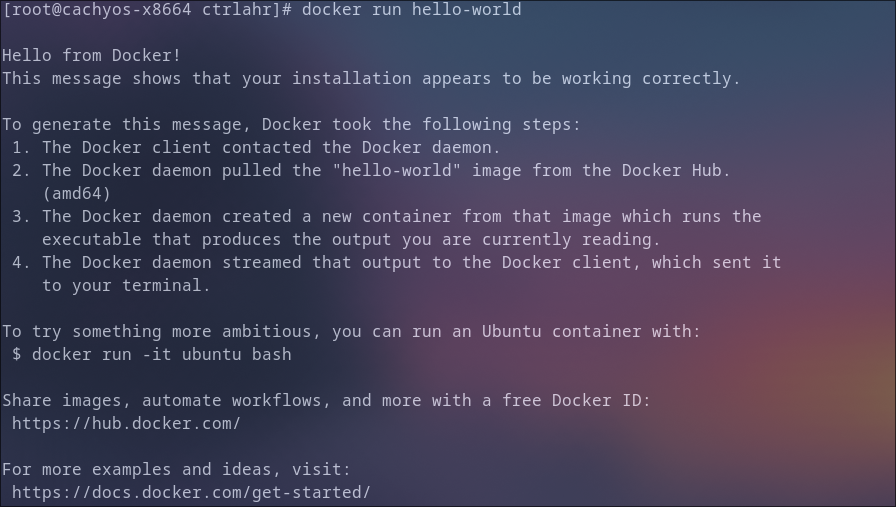 [root@cachyos-x8664 ctrlahr]# docker run hello-world
Hello from Docker!
This message shows that your installation appears to be working correctly.
To generate this message, Docker took the following steps:
1. The Docker client contacted the Docker daemon.
2. The Docker daemon pulled the "hello-world" image from the Docker Hub.
(amd64)
3. The Docker daemon created a new container from that image which runs the
executable that produces the output you are currently reading.
4. The Docker daemon streamed that output to the Docker client, which sent it
to your terminal.
To try something more ambitious, you can run an Ubuntu container with:
$ docker run -it ubuntu bash
Share images, automate workflows, and more with a free Docker ID:
https://hub.docker.com/
For more examples and ideas, visit:
https://docs.docker.com/get-started/